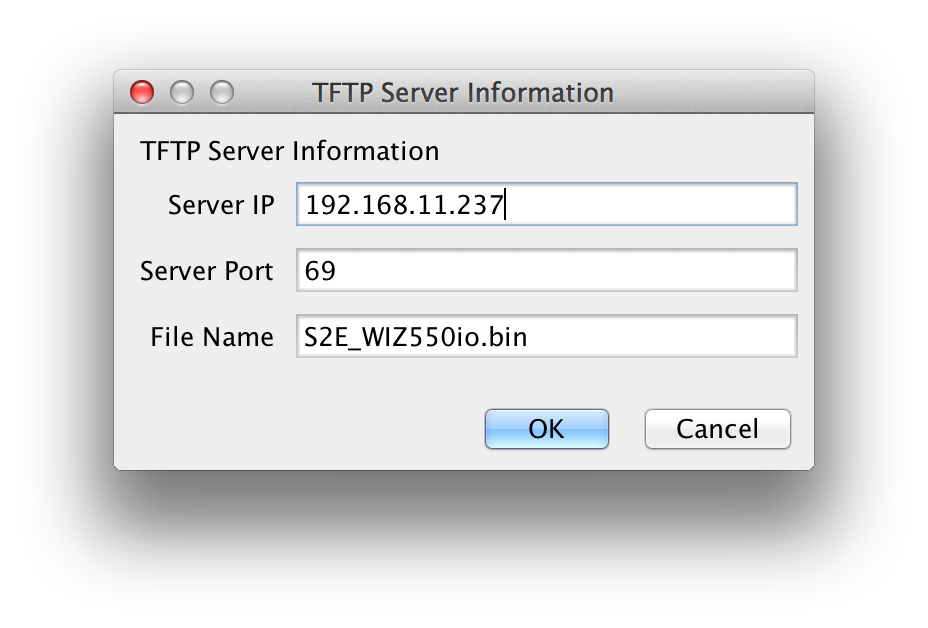 TFTP Server Information
TFTP Server Information
Server IP 192.168.11.237
Server Port 69
File Name S2E_WIZ550io.bin
OK Cancel